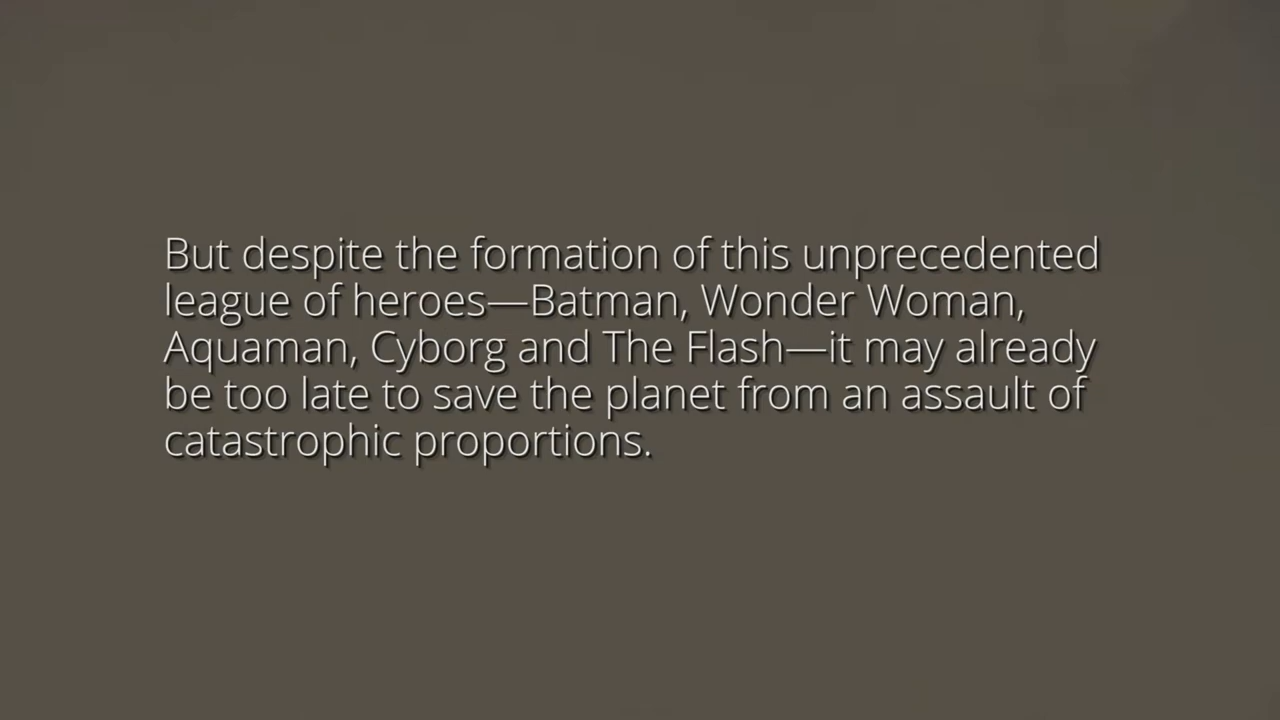 But despite the formation of this unprecedented
league of heroes—Batman, Wonder Woman,
Aquaman, Cyborg and The Flash—it may already
be too late to save the planet from an assault of
catastrophic proportions.